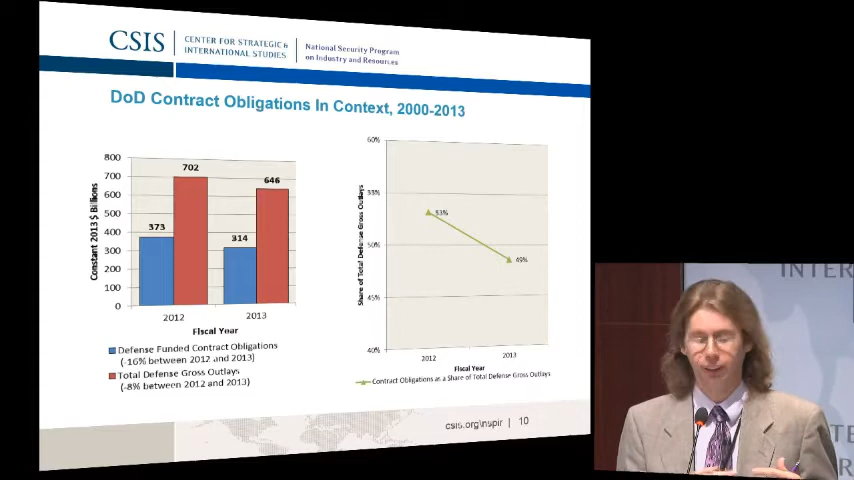 CSIS
CENTER FOR STRATEGIC &
INTERNATIONAL STUDIES
National Security Program
on Industry and Resources
DoD Contract Obligations In Context, 2000-2013
Constant 2013 $ Billions
800
700
600
500
400
300
200
100
0
373
702
314
646
2012
2013
Fiscal Year
Defense Funded Contract Obligations
(-16% between 2012 and 2013)
Total Defense Gross Outlays
(-8% between 2012 and 2013)
Share of Total Defense Gross Outlays
60%
55%
50%
45%
40%
53%
49%
2012
2013
Fiscal Year
Contract Obligations as a Share of Total Defense Gross Outlays
csis.org\nspir | 10
INTER